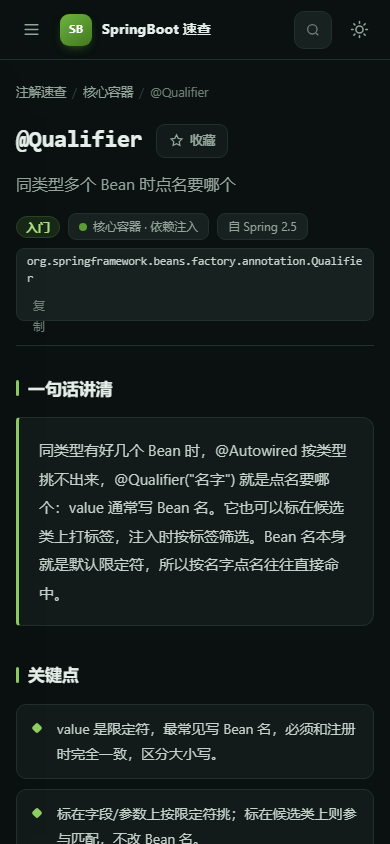 SB SpringBoot 速查
注解速查 / 核心容器 / @Qualifier
@Qualifier 收藏
同类型多个 Bean 时点名要哪个
入门 核心容器 · 依赖注入 自 Spring 2.5
org.springframework.beans.factory.annotation.Qualifie
r
复
制
一句话讲清
同类型有好几个 Bean 时，@Autowired 按类型
挑不出来，@Qualifier("名字") 就是点名要哪
个：value 通常写 Bean 名。它也可以标在候选
类上打标签，注入时按标签筛选。Bean 名本身
就是默认限定符，所以按名字点名往往直接命
中。
关键点
value 是限定符，最常见写 Bean 名，必须和注册
时完全一致，区分大小写。
标在字段/参数上按限定符挑；标在候选类上则参
与匹配，不改 Bean 名。